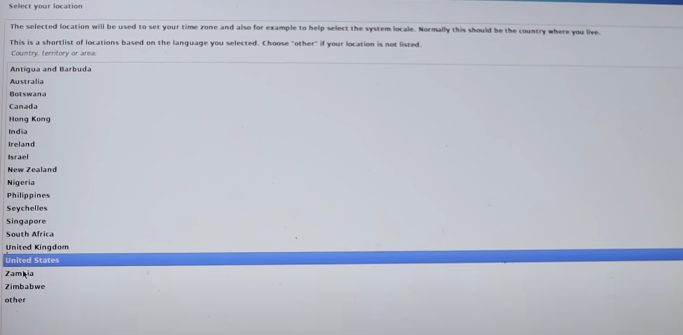 Select your location
The selected location will be used to set your time zone and also for example to help select the system locale. Normally this should be the country where you live.
This is a shortlist of locations based on the language you selected. Choose "other" if your location is not listed.
Country, territory or area:
Antigua and Barbuda
Australia
Botswana
Canada
Hong Kong
India
Ireland
Israel
New Zealand
Nigeria
Philippines
Seychelles
Singapore
South Africa
United Kingdom
United States
Zambia
Zimbabwe
other